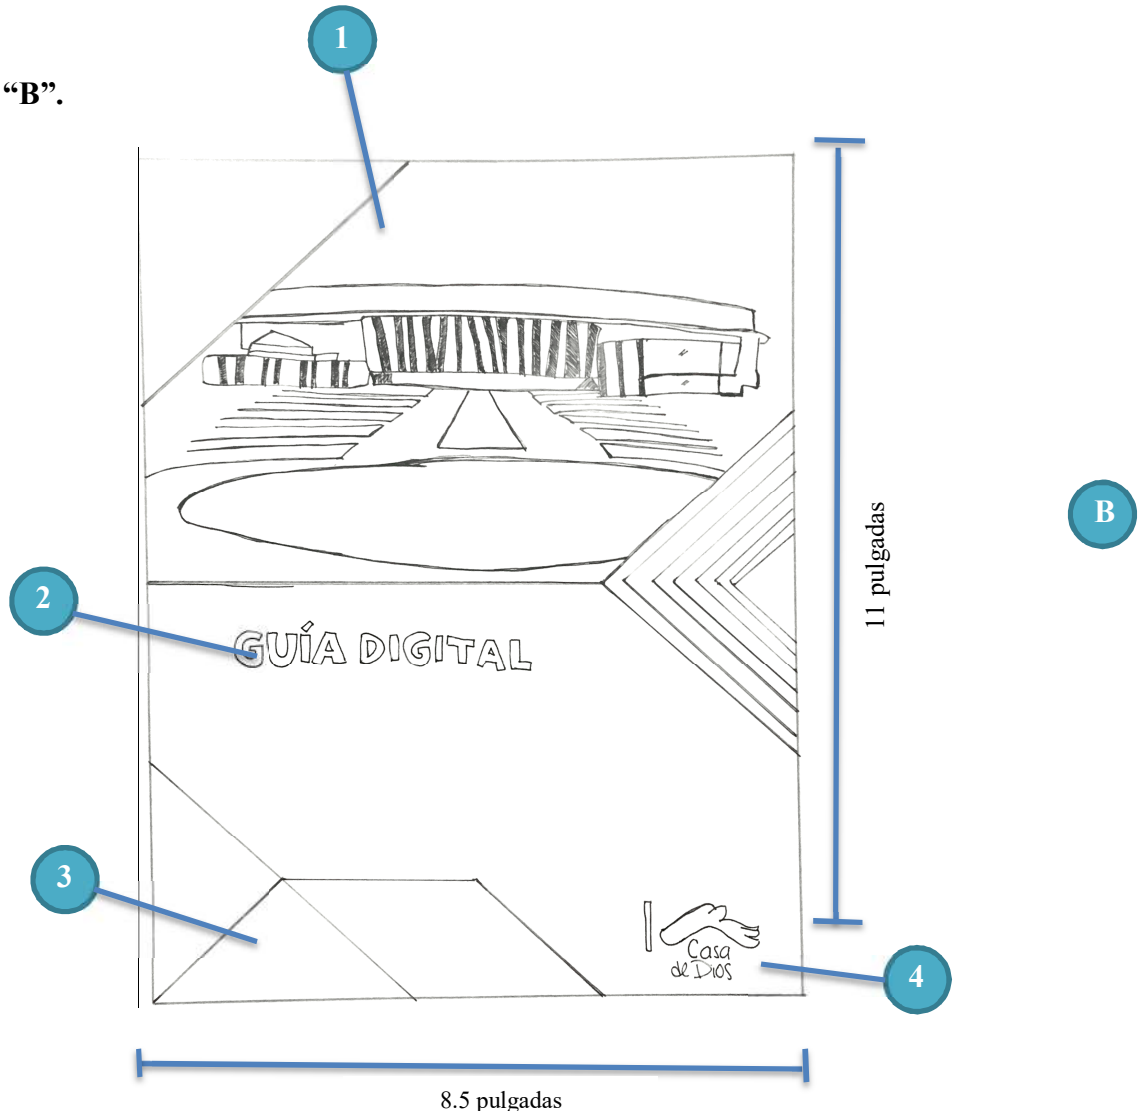 1
“B”.
B
11 pulgadas
2
GUÍA DIGITAL
3
Casa
de Dios
4
8.5 pulgadas